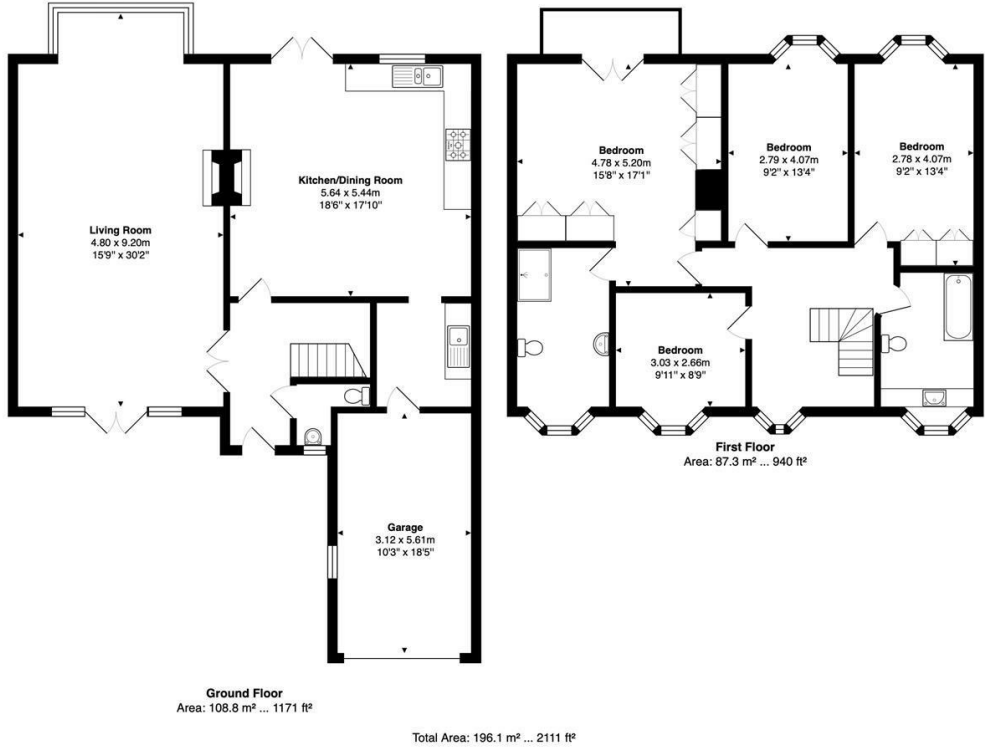 Living Room
4.80 x 9.20m
15'9" x 30'2"
Kitchen/Dining Room
5.64 x 5.44m
18'6" x 17'10"
Garage
3.12 x 5.61m
10'3" x 18'5"
Ground Floor
Area: 108.8 m² ... 1171 ft²
Bedroom
4.78 x 5.20m
15'8" x 17'1"
Bedroom
2.79 x 4.07m
9'2" x 13'4"
Bedroom
2.78 x 4.07m
9'2" x 13'4"
Bedroom
3.03 x 2.66m
9'11" x 8'9"
First Floor
Area: 87.3 m² ... 940 ft²
Total Area: 196.1 m² ... 2111 ft²